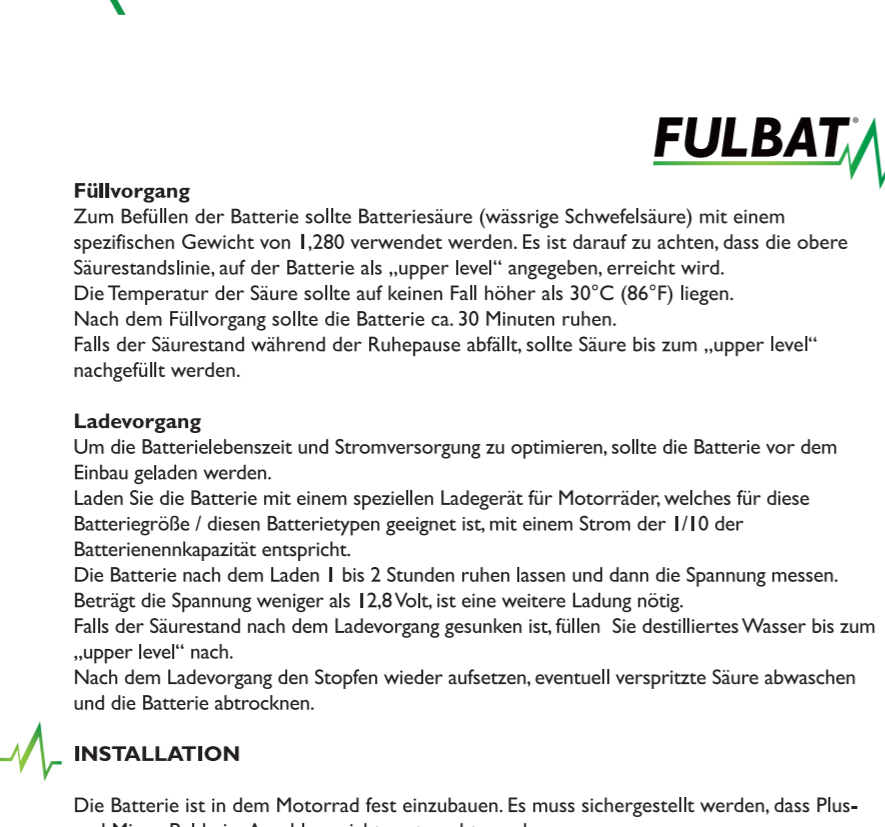 FULBAT®
Füllvorgang
Zum Befüllen der Batterie sollte Batteriesäure (wässrige Schwefelsäure) mit einem
spezifischen Gewicht von 1,280 verwendet werden. Es ist darauf zu achten, dass die obere
Säurestandslinie, auf der Batterie als „upper level“ angegeben, erreicht wird.
Die Temperatur der Säure sollte auf keinen Fall höher als 30°C (86°F) liegen.
Nach dem Füllvorgang sollte die Batterie ca. 30 Minuten ruhen.
Falls der Säurestand während der Ruhepause abfällt, sollte Säure bis zum „upper level“
nachgefüllt werden.
Ladevorgang
Um die Batterielebenszeit und Stromversorgung zu optimieren, sollte die Batterie vor dem
Einbau geladen werden.
Laden Sie die Batterie mit einem speziellen Ladegerät für Motorräder, welches für diese
Batteriegröße / diesen Batterietypen geeignet ist, mit einem Strom der 1/10 der
Batterienennkapazität entspricht.
Die Batterie nach dem Laden 1 bis 2 Stunden ruhen lassen und dann die Spannung messen.
Beträgt die Spannung weniger als 12,8 Volt, ist eine weitere Ladung nötig.
Falls der Säurestand nach dem Ladevorgang gesunken ist, füllen Sie destilliertes Wasser bis zum
„upper level“ nach.
Nach dem Ladevorgang den Stopfen wieder aufsetzen, eventuell verspritzte Säure abwaschen
und die Batterie abtrocknen.
INSTALLATION
Die Batterie ist in dem Motorrad fest einzubauen. Es muss sichergestellt werden, dass Plus-